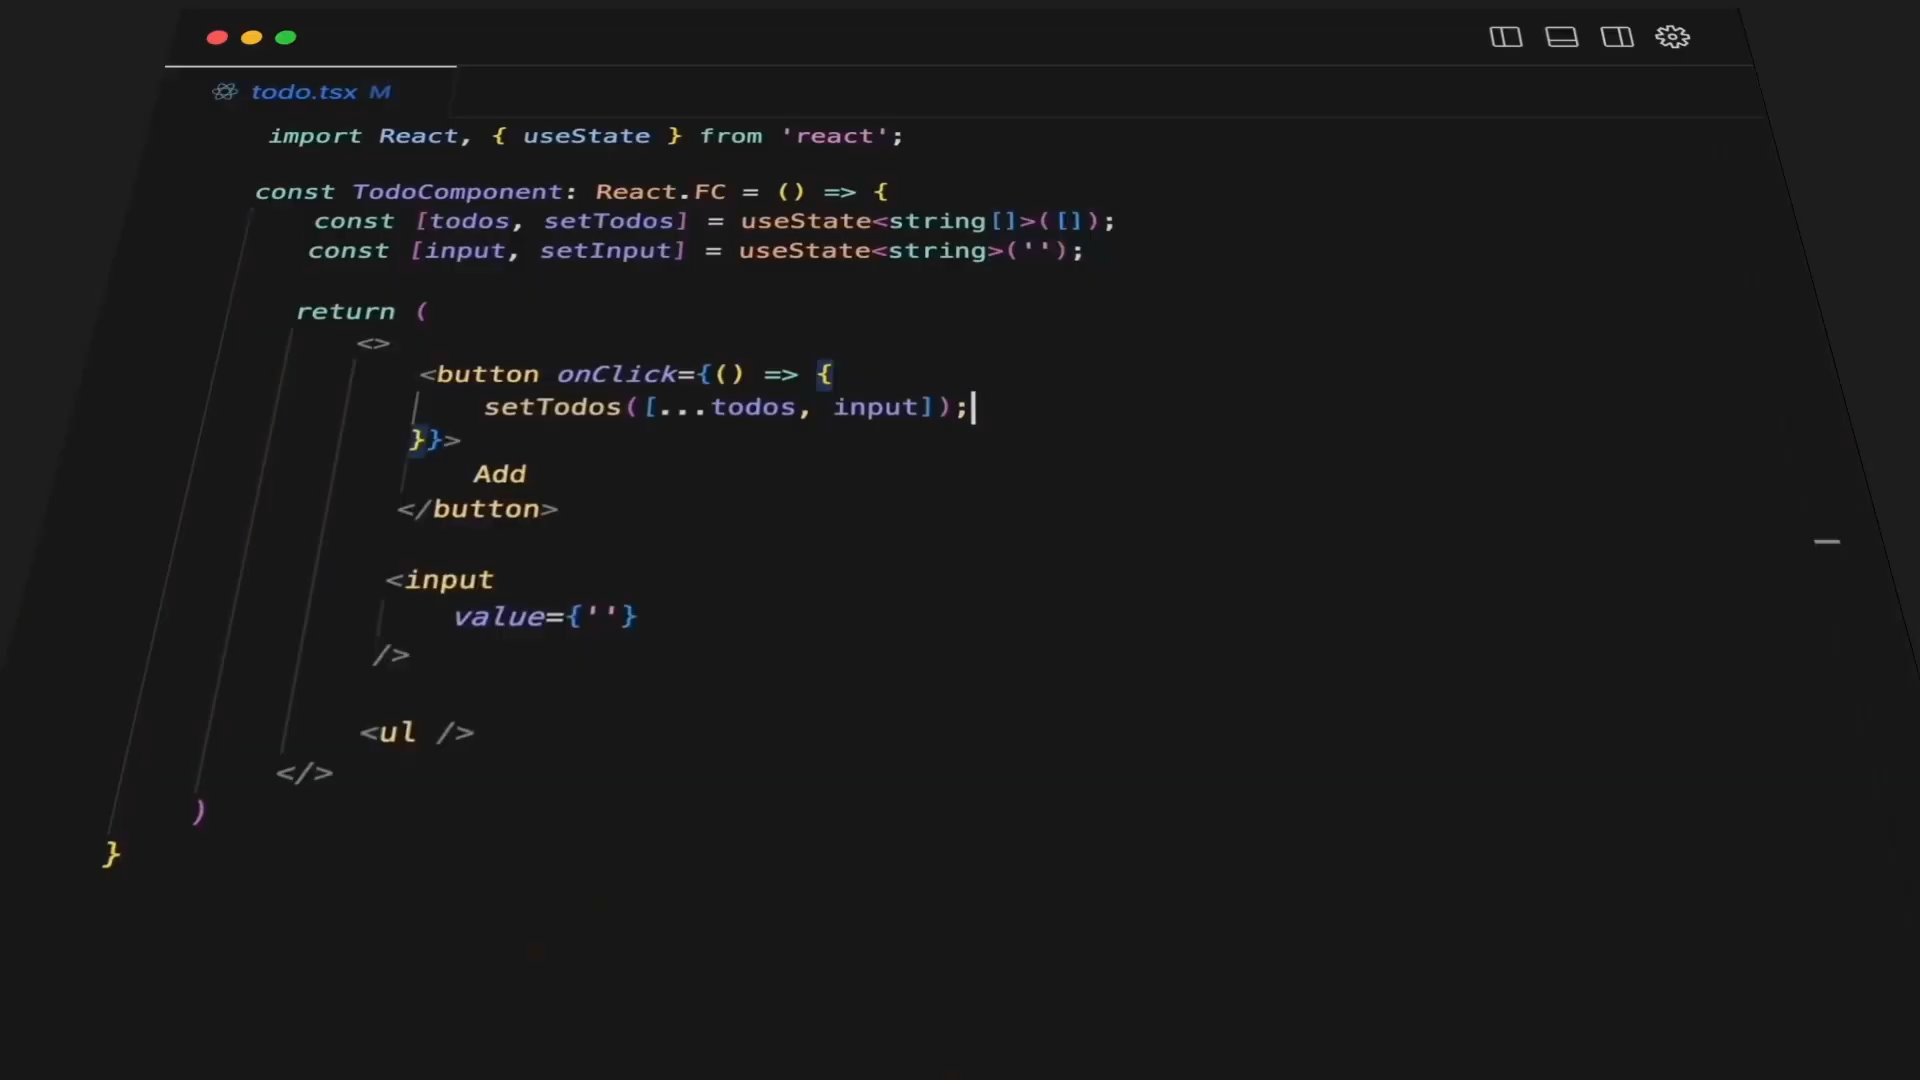 todo.tsx M
import React, { useState } from 'react';
const TodoComponent: React.FC = () => {
const [todos, setTodos] = useState<string[]>([]);
const [input, setInput] = useState<string>('');
return (
<>
<button onClick={() => {
setTodos([...todos, input]);
}}>
Add
</button>
<input
value={''}
/>
<ul />
</>
)
}